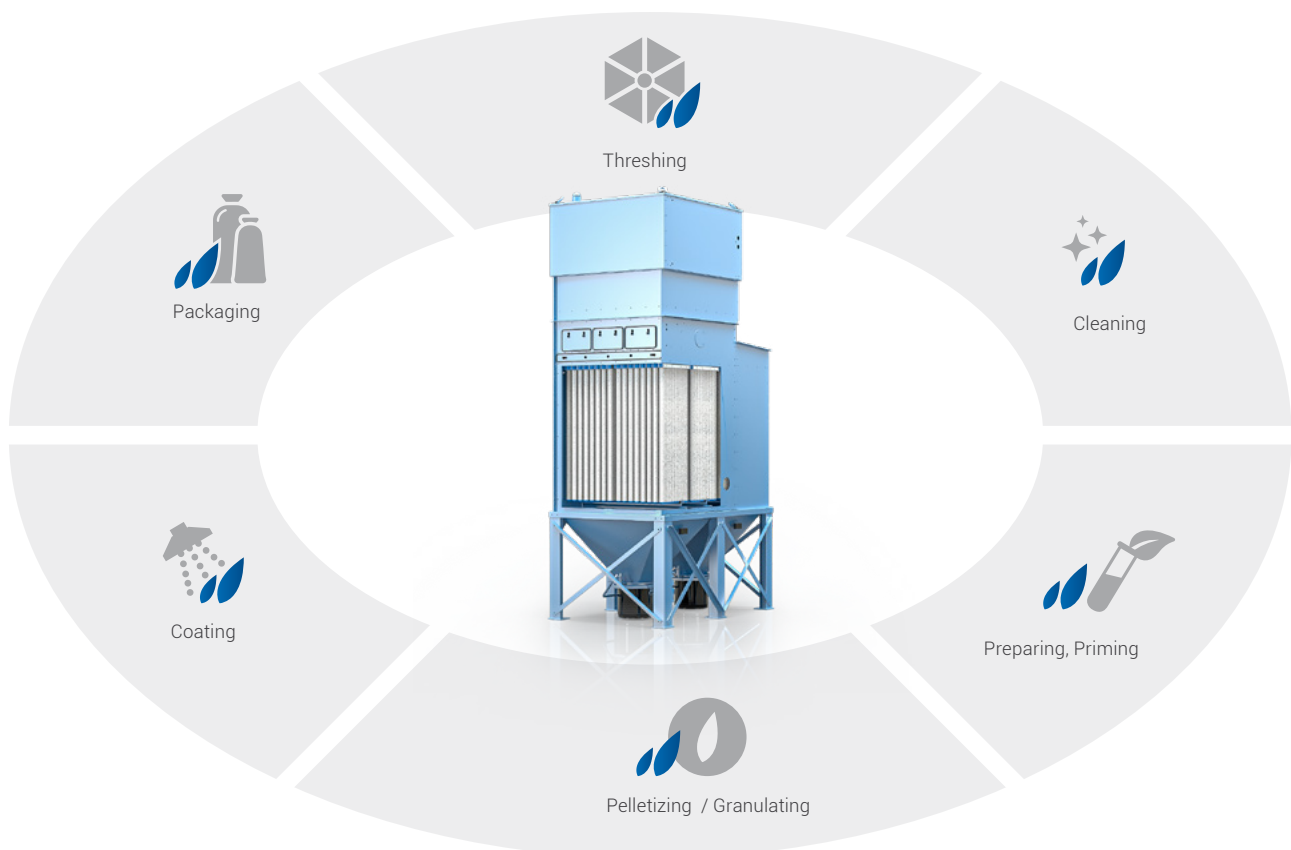 Threshing
Packaging
Cleaning
Coating
Preparing, Priming
Pelletizing / Granulating